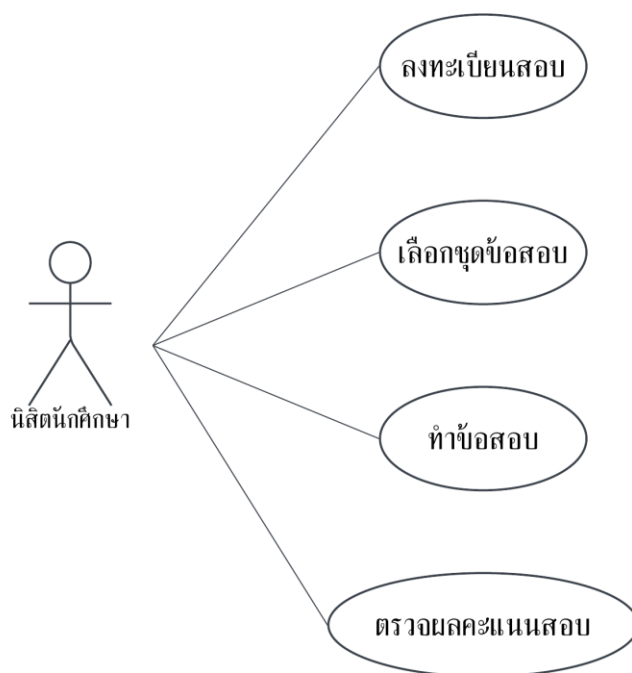 ลงทะเบียนสอบ
เลือกชุดข้อสอบ
นิสิตนักศึกษา
ทำข้อสอบ
ตรวจผลคะแนนสอบ